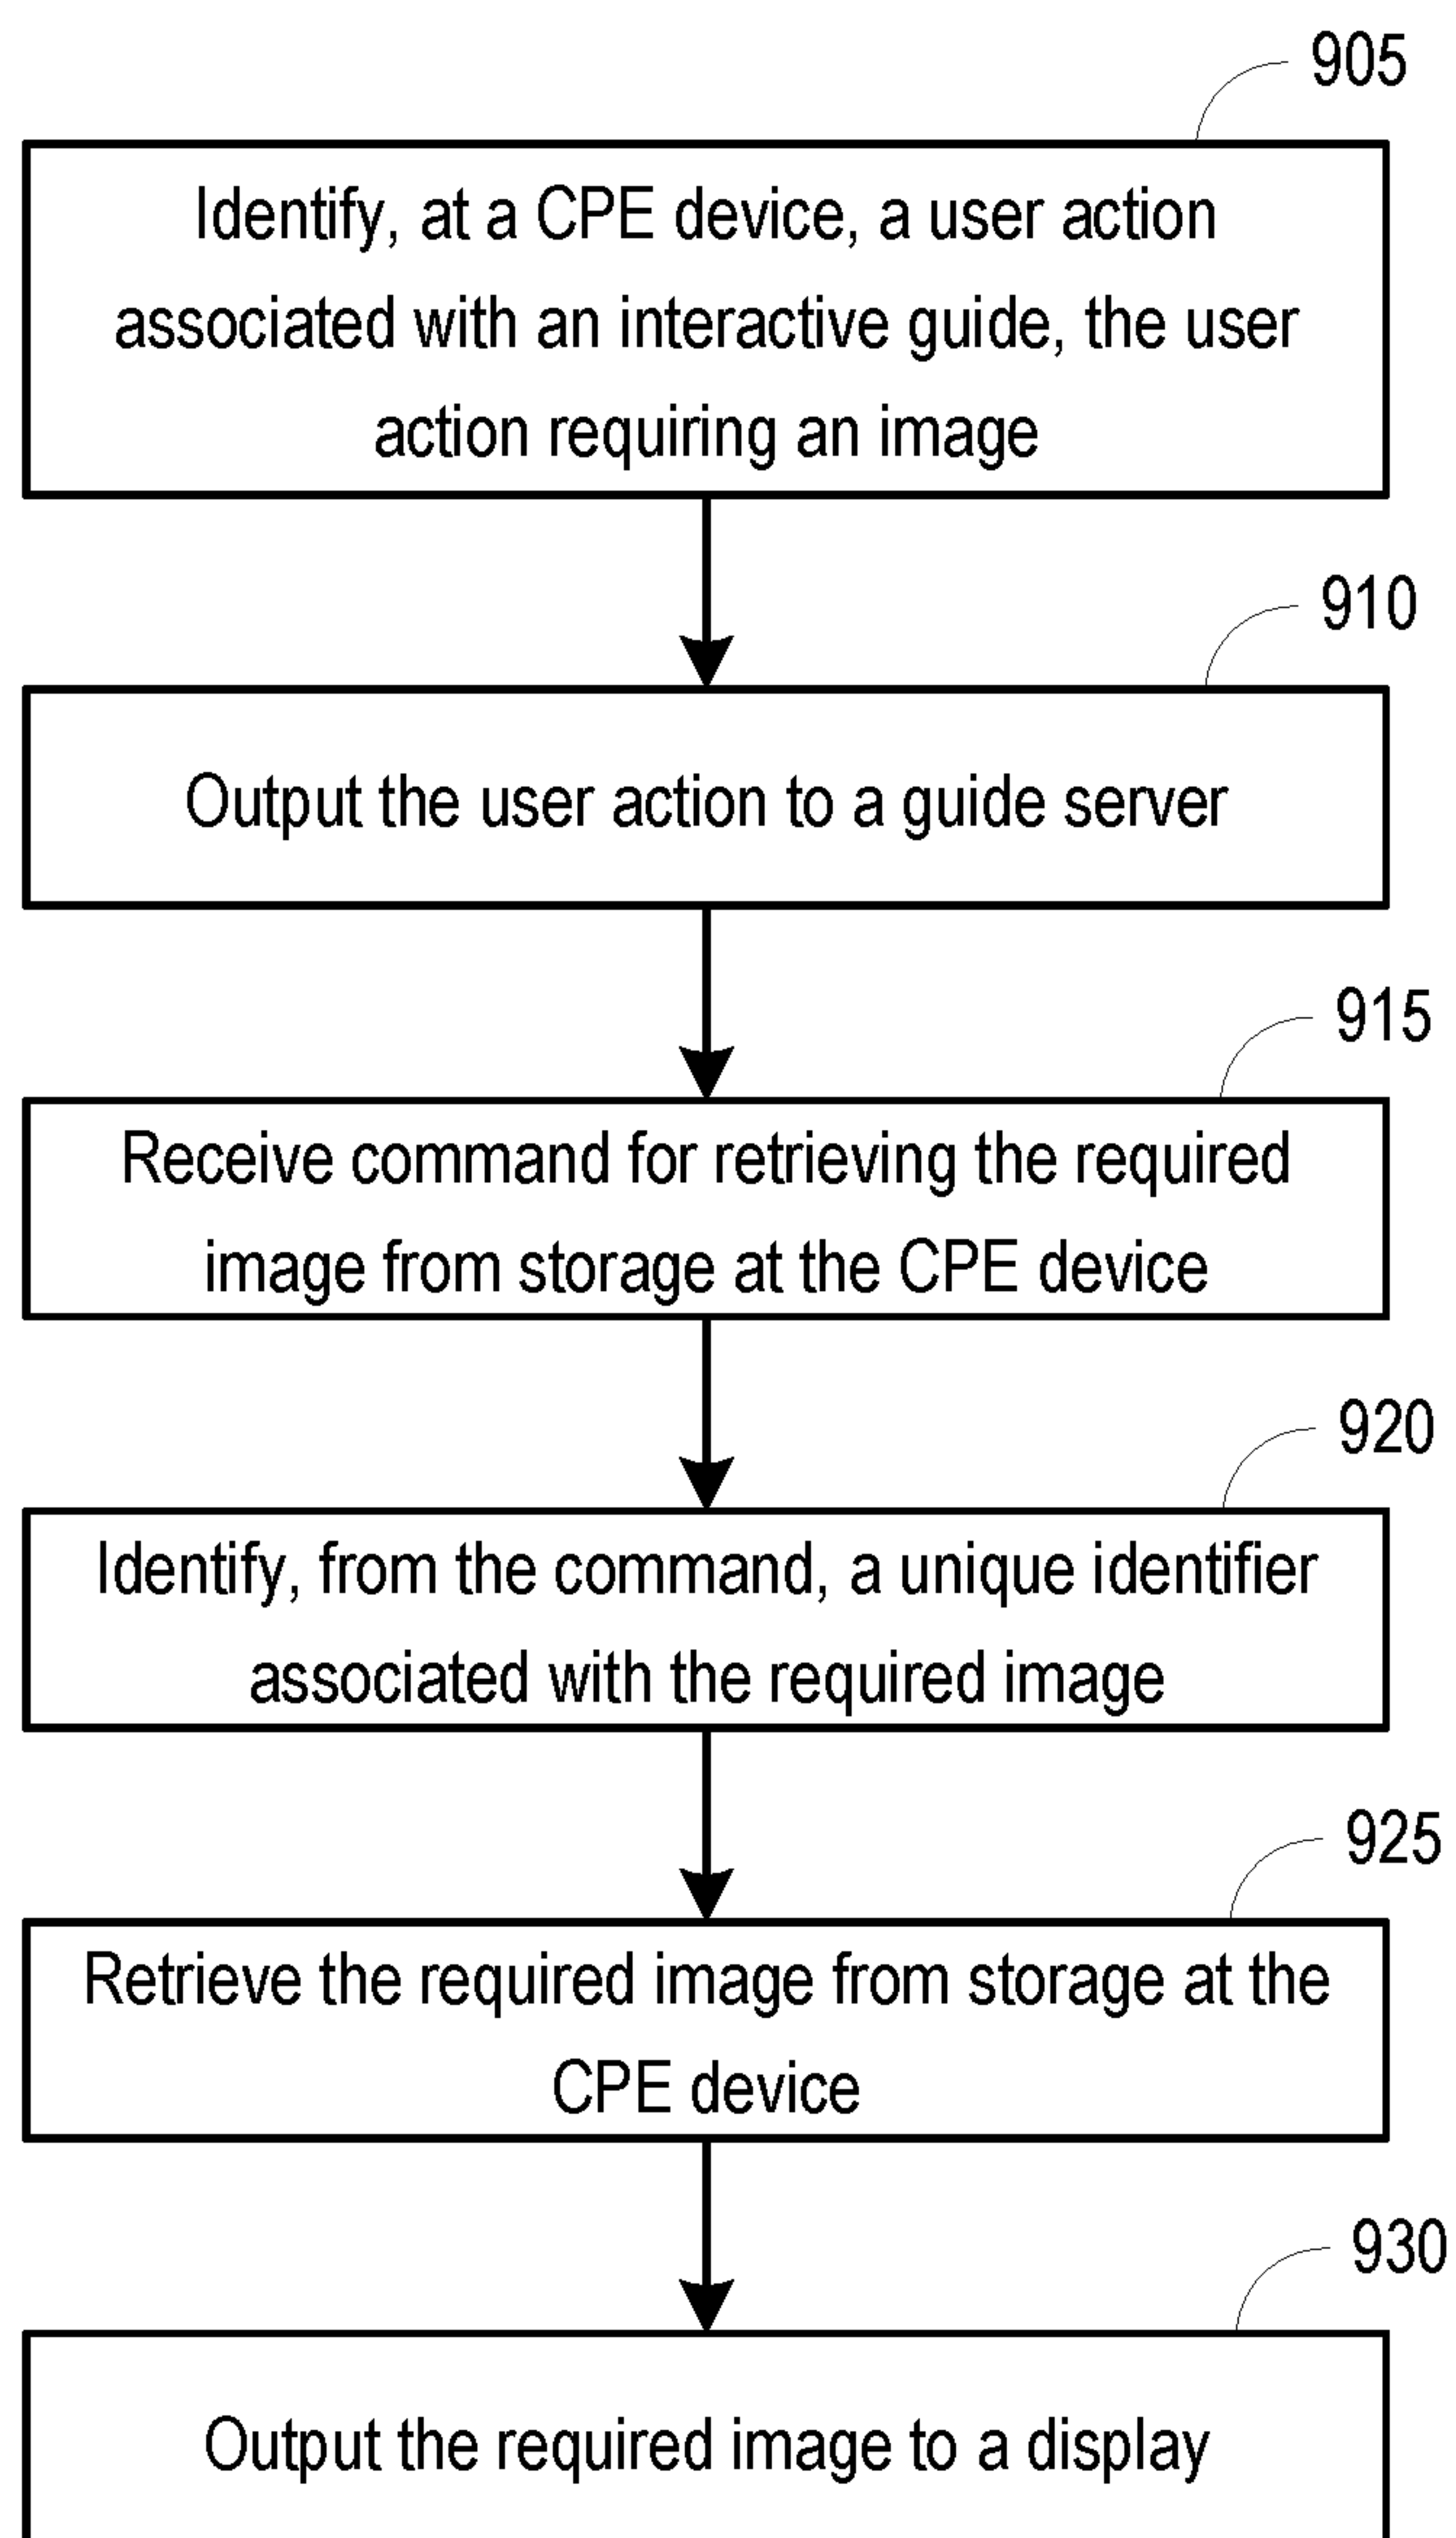 905
Identify, at a CPE device, a user action
associated with an interactive guide, the user
action requiring an image
910
Output the user action to a guide server
915
Receive command for retrieving the required
image from storage at the CPE device
920
Identify, from the command, a unique identifier
associated with the required image
925
Retrieve the required image from storage at the
CPE device
930
Output the required image to a display